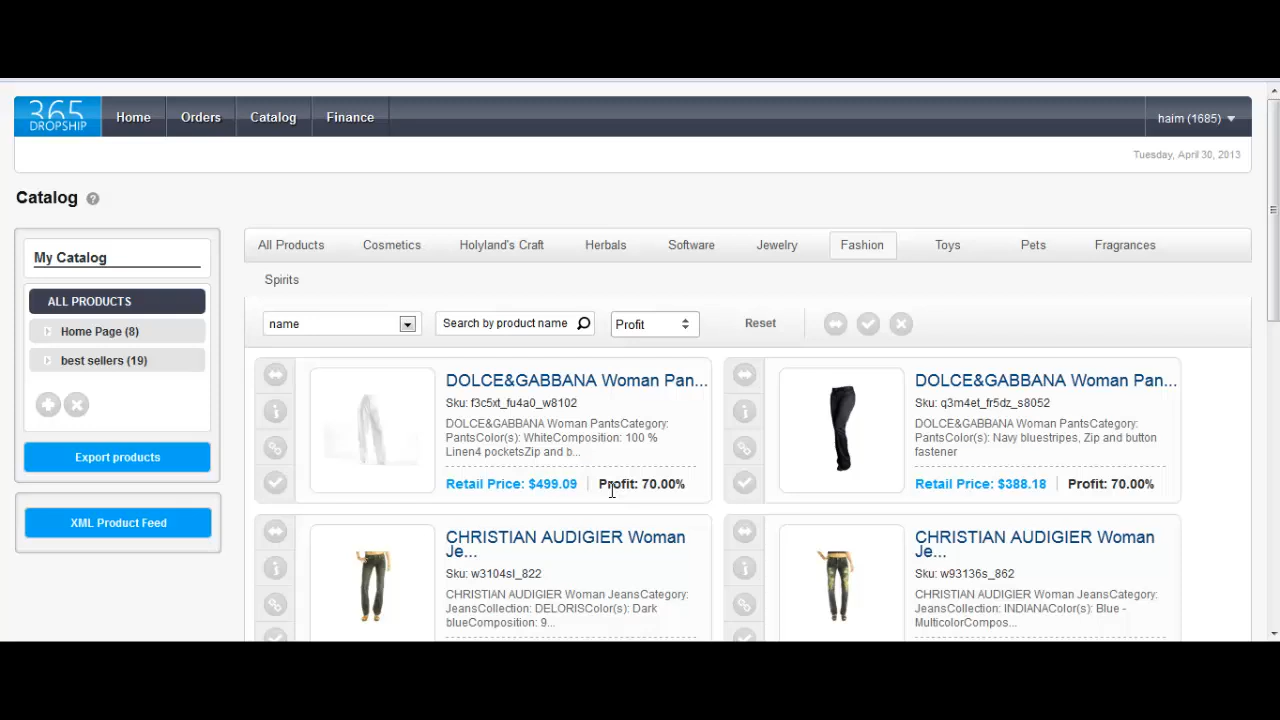 365
DROPSHIP
Home
Orders
Catalog
Finance
haim (1685)
Tuesday, April 30, 2013
Catalog
My Catalog
ALL PRODUCTS
Home Page (8)
best sellers (19)
Export products
XML Product Feed
All Products
Cosmetics
Holyland's Craft
Herbals
Software
Jewelry
Fashion
Toys
Pets
Fragrances
Spirits
name
Search by product name
Profit
Reset
DOLCE&GABBANA Woman Pan...
Sku: f3c5xt_fu4a0_w8102
DOLCE&GABBANA Woman PantsCategory:
PantsColor(s): WhiteComposition: 100 %
Linen4 pocketsZip and b...
Retail Price: $499.09
Profit: 70.00%
DOLCE&GABBANA Woman Pan...
Sku: q3m4et_fr5dz_s8052
DOLCE&GABBANA Woman PantsCategory:
PantsColor(s): Navy bluestripes, Zip and button
fastener
Retail Price: $388.18
Profit: 70.00%
CHRISTIAN AUDIGIER Woman
Je...
Sku: w3104sl_822
CHRISTIAN AUDIGIER Woman JeansCategory:
JeansCollection: DELORISColor(s): Dark
blueComposition: 9...
CHRISTIAN AUDIGIER Woman
Je...
Sku: w93136s_862
CHRISTIAN AUDIGIER Woman JeansCategory:
JeansCollection: INDIANAColor(s): Blue -
MulticolorCompos...